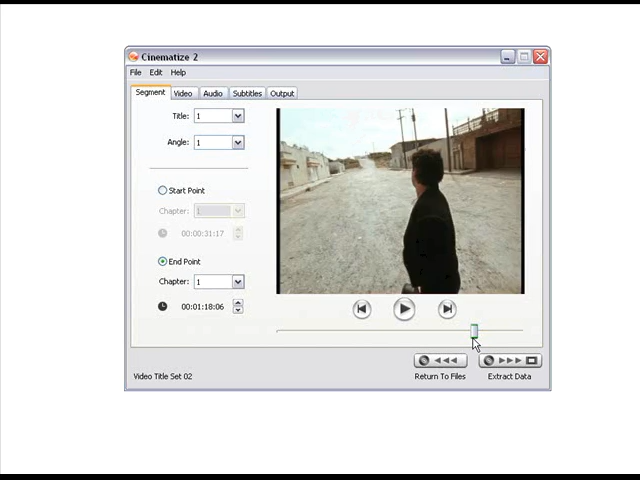 Cinematize 2
File Edit Help
Segment Video Audio Subtitles Output
Title: 1
Angle: 1
Start Point
Chapter: 1
00:00:31:17
End Point
Chapter: 1
00:01:18:06
Return To Files Extract Data
Video Title Set 02